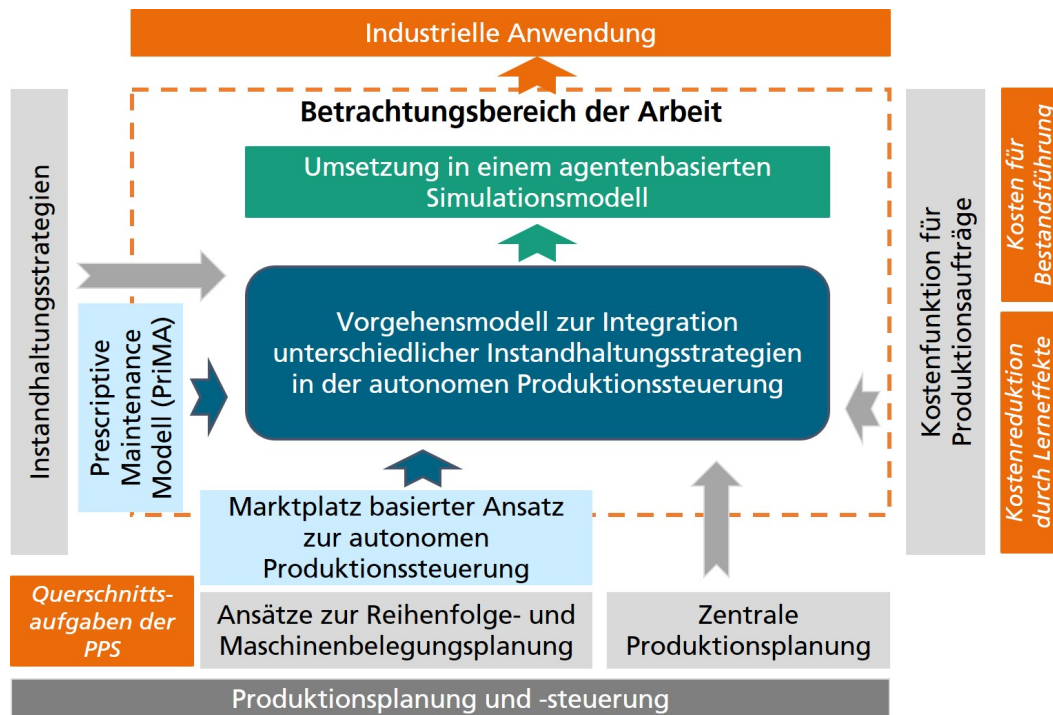 Industrielle Anwendung
Betrachtungsbereich der Arbeit
Umsetzung in einem agentenbasierten
Simulationsmodell
Vorgehensmodell zur Integration
unterschiedlicher Instandhaltungsstrategien
in der autonomen Produktionssteuerung
Instandhaltungsstrategien
Prescriptive
Maintenance
Modell (PriMA)
Kostenfunktion für
Produktionsaufträge
Kosten für
Bestandsführung
Kostenreduktion
durch Lerneffekte
Marktplatz basierter Ansatz
zur autonomen
Produktionssteuerung
Querschnitts-
aufgaben der
PPS
Ansätze zur Reihenfolge- und
Maschinenbelegungsplanung
Zentrale
Produktionsplanung
Produktionsplanung und -steuerung